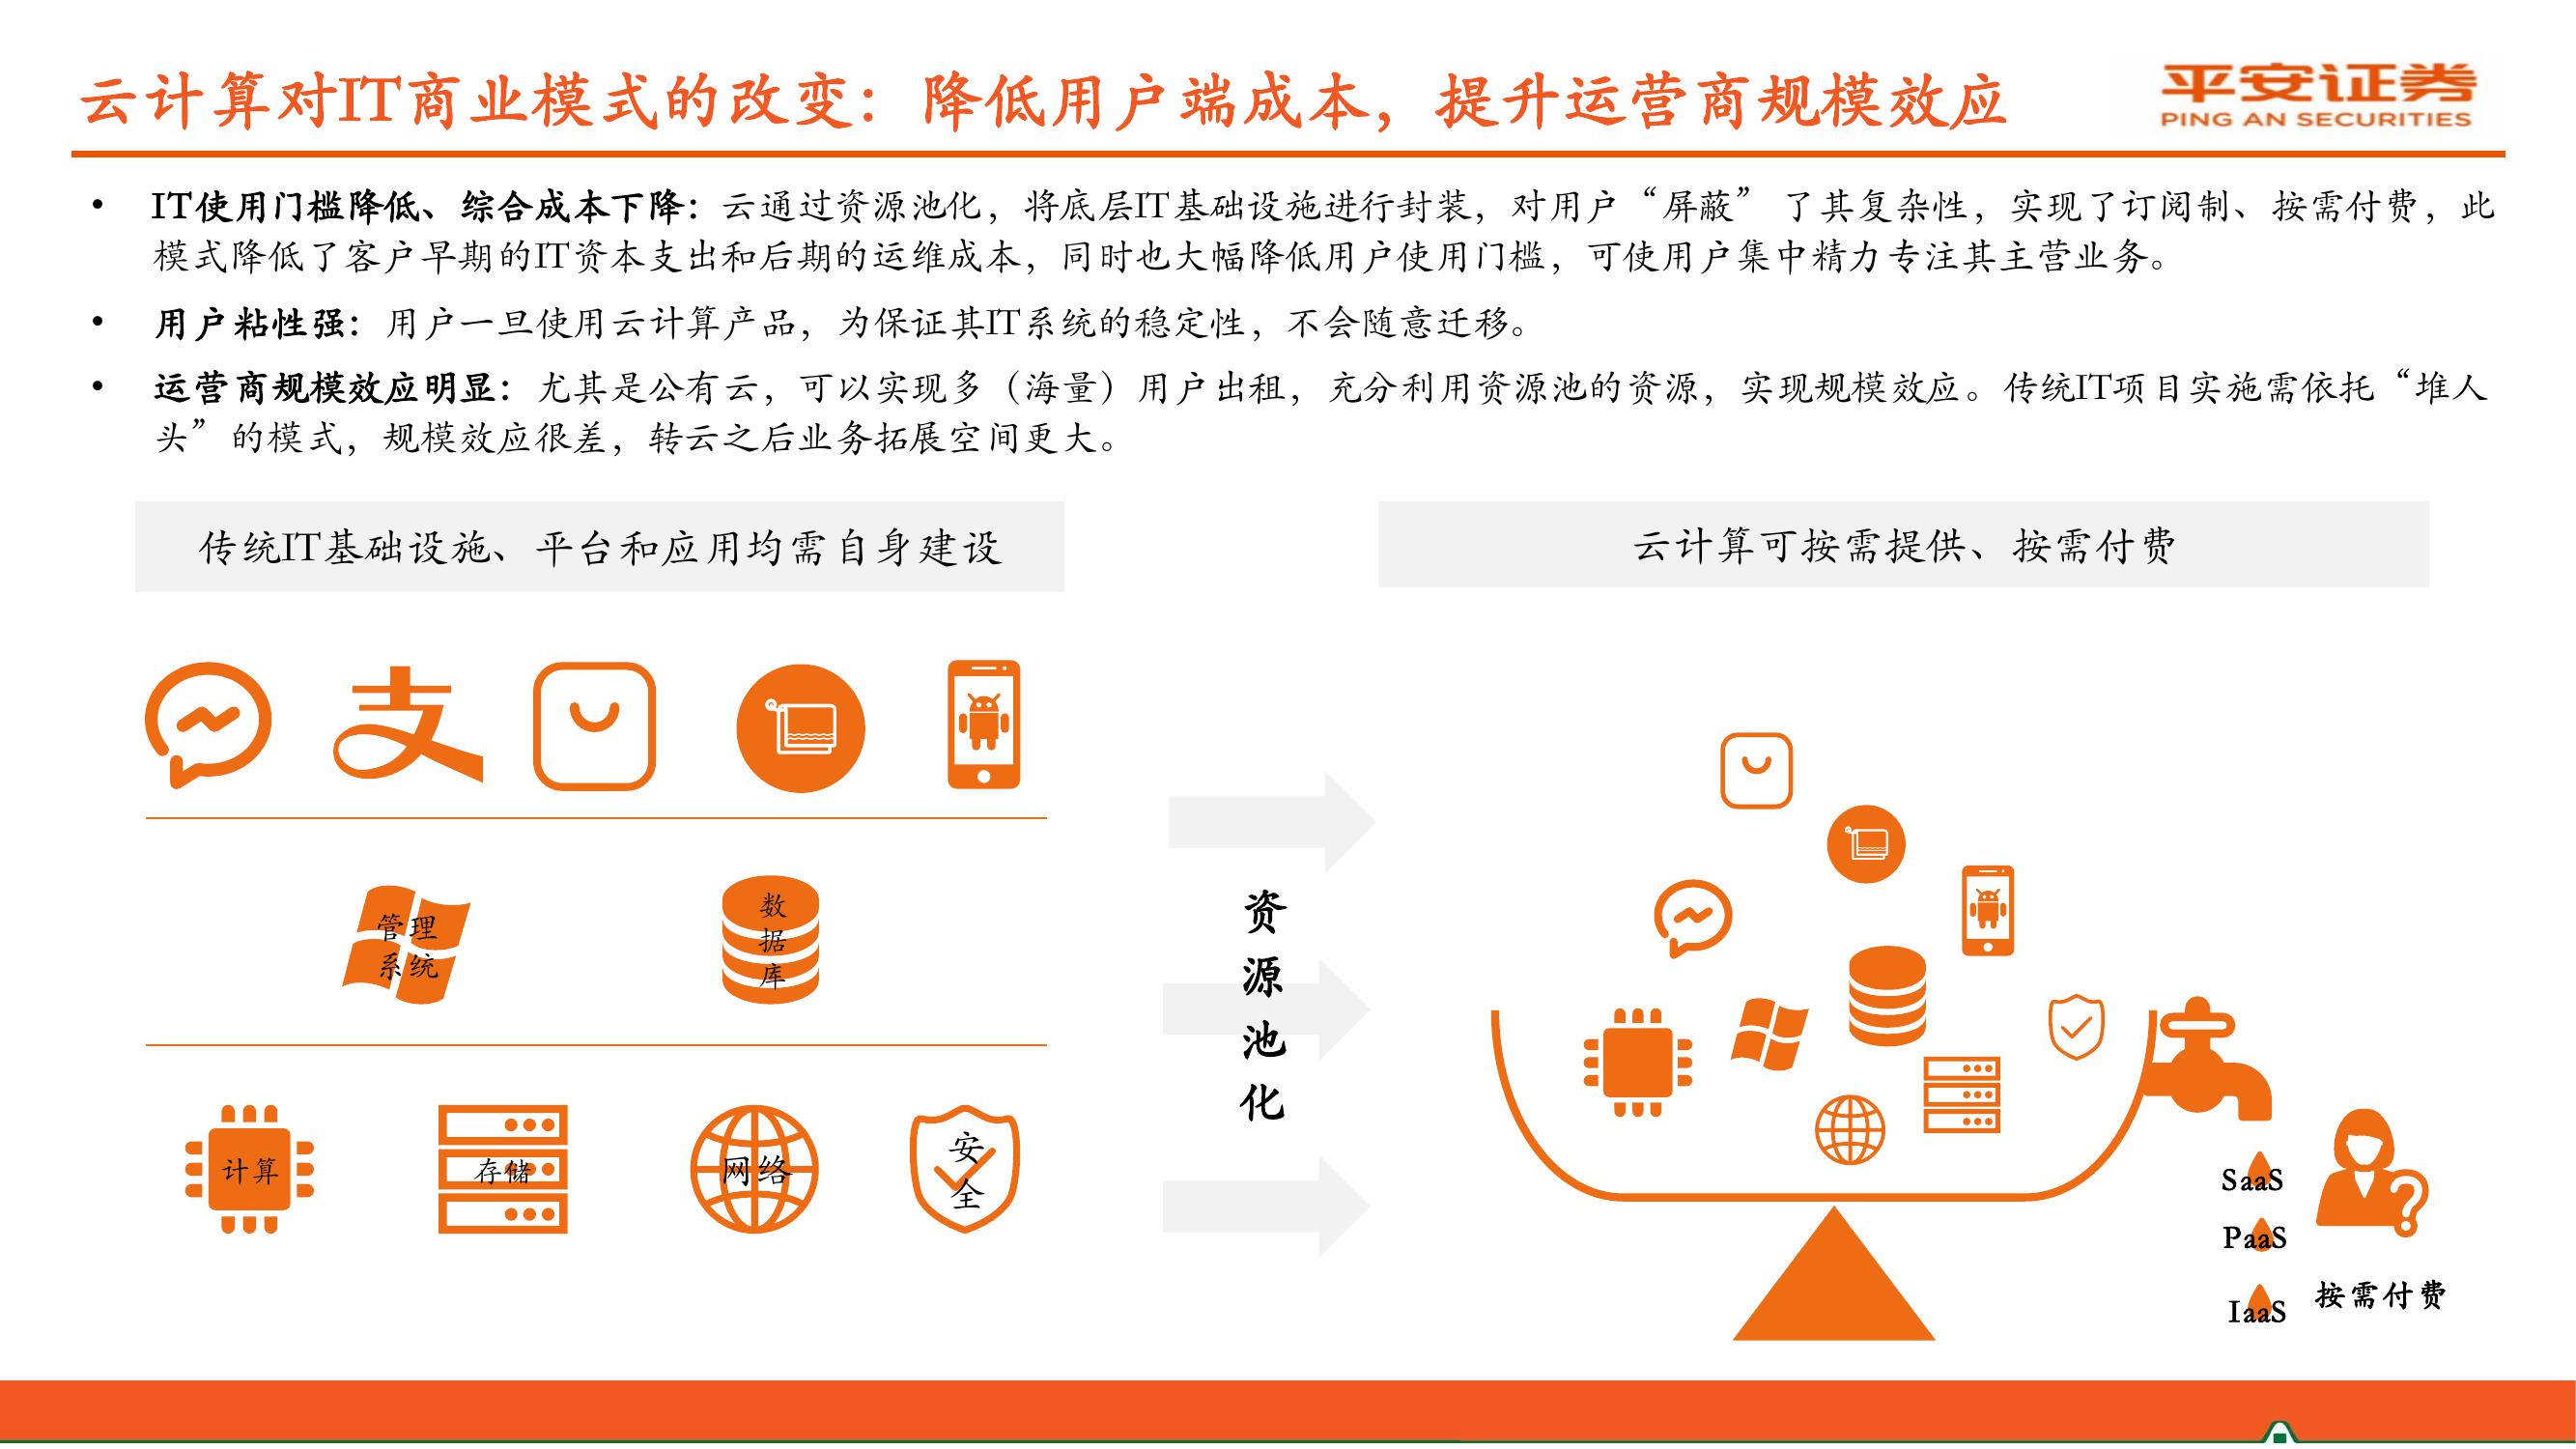 云计算对IT商业模式的改变：降低用户端成本，提升运营商规模效应
平安证券
PING AN SECURITIES
• IT使用门槛降低、综合成本下降：云通过资源池化，将底层IT基础设施进行封装，对用户“屏蔽” 了其复杂性，实现了订阅制、按需付费，此
模式降低了客户早期的IT资本支出和后期的运维成本，同时也大幅降低用户使用门槛，可使用户集中精力专注其主营业务。
• 用户粘性强：用户一旦使用云计算产品，为保证其IT系统的稳定性，不会随意迁移。
• 运营商规模效应明显：尤其是公有云，可以实现多（海量）用户出租，充分利用资源池的资源，实现规模效应。传统IT项目实施需依托“堆人
头”的模式，规模效应很差，转云之后业务拓展空间更大。
传统IT基础设施、平台和应用均需自身建设
支
管理
系统
数
据
库
计算
存储
网络
安
全
资
源
池
化
云计算可按需提供、按需付费
SaaS
PaaS
IaaS
按需付费